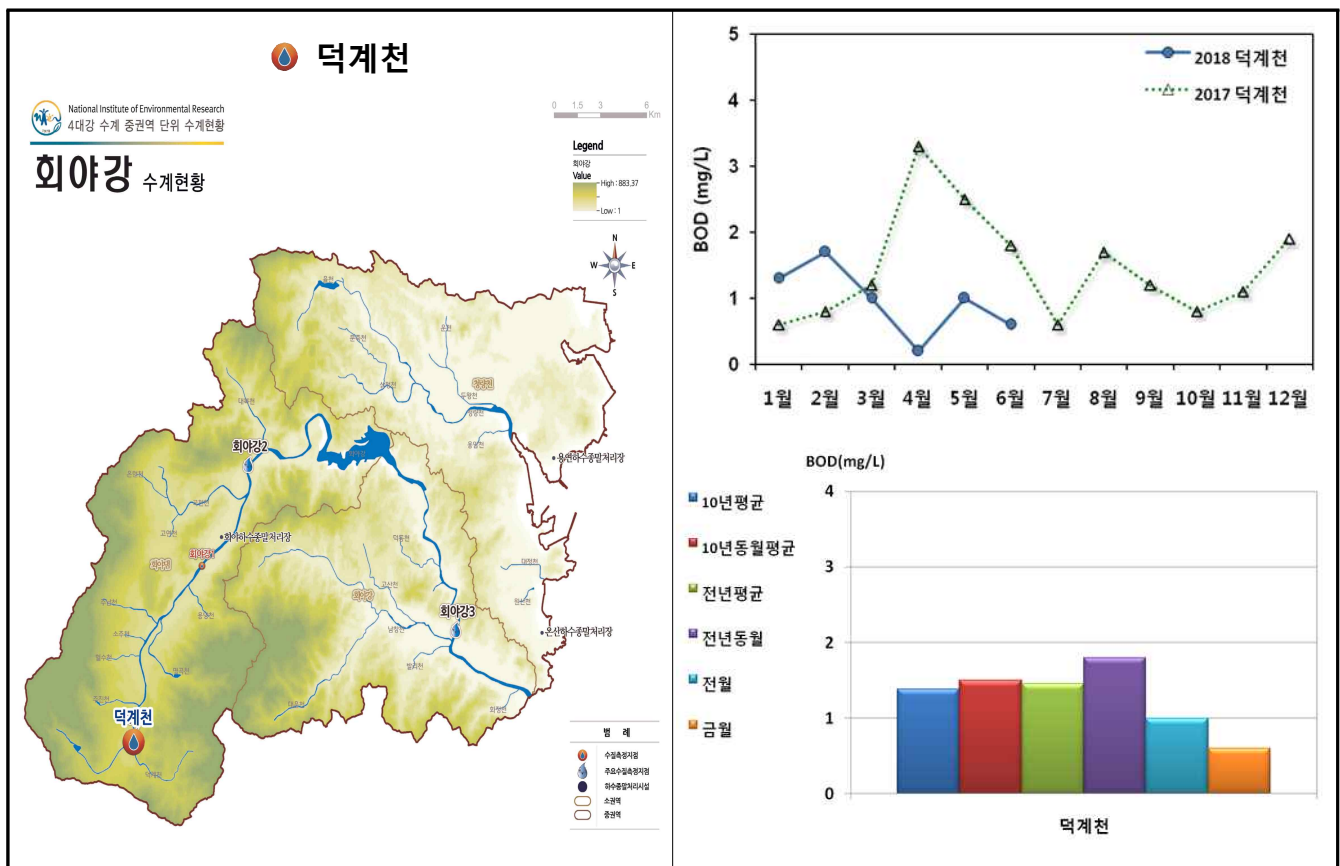 덕계천
National Institute of Environmental Research
4대강 수계 중권역 단위 수계현황
회야강 수계현황
0 1.5 3 6
Km
Legend
회야강
Value
High : 883.37
Low : 1
N
W E
S
회야강2
용연하수종말처리장
회야하수종말처리장
회야강3
온산하수종말처리장
덕계천
범 례
수질측정지점
주요수질측정지점
하수종말처리시설
소권역
중권역
2018 덕계천
2017 덕계천
BOD (mg/L)
5
4
3
2
1
0
1월 2월 3월 4월 5월 6월 7월 8월 9월 10월 11월 12월
BOD(mg/L)
10년평균
10년동월평균
전년평균
전년동월
전월
금월
4
3
2
1
0
덕계천